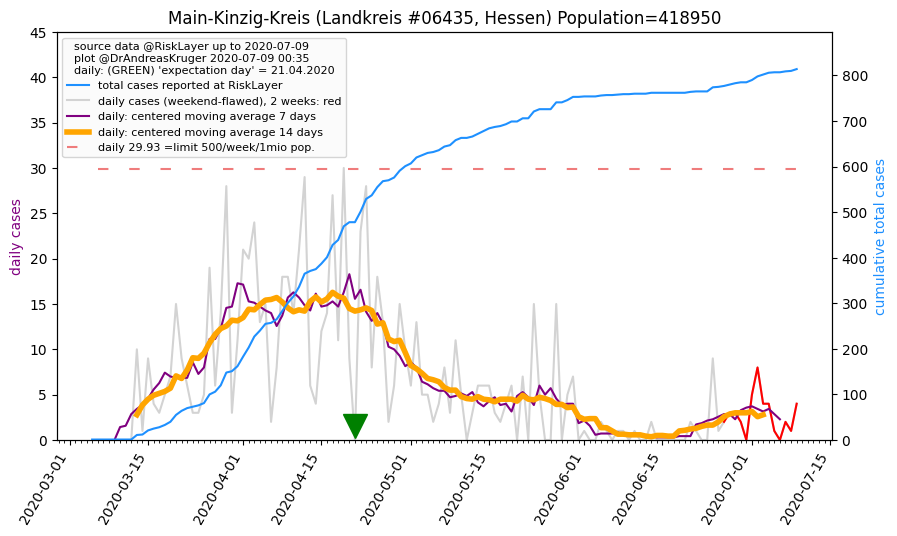 Main-Kinzig-Kreis (Landkreis #06435, Hessen) Population=418950
source data @RiskLayer up to 2020-07-09
plot @DrAndreasKruger 2020-07-09 00:35
daily: (GREEN) 'expectation day' = 21.04.2020
total cases reported at RiskLayer
daily cases (weekend-flawed), 2 weeks: red
daily: centered moving average 7 days
daily: centered moving average 14 days
daily 29.93 =limit 500/week/1mio pop.
daily cases
45
40
35
30
25
20
15
10
5
0
800
700
600
500
400
300
200
100
0
cumulative total cases
2020-03-01
2020-03-15
2020-04-01
2020-04-15
2020-05-01
2020-05-15
2020-06-01
2020-06-15
2020-07-01
2020-07-15